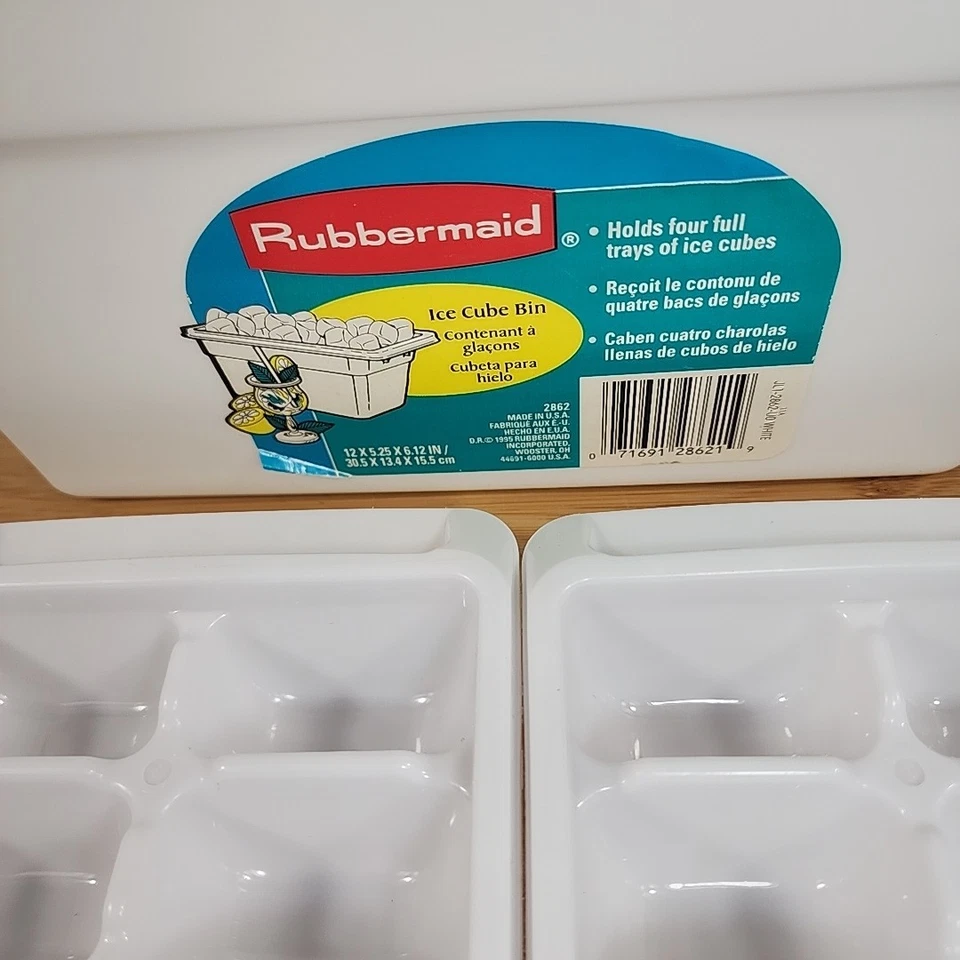 Rubbermaid®
Ice Cube Bin
Contenant à
glaçons
Cubeta para
hielo
• Holds four full
trays of ice cubes
• Reçoit le contonu de
quatre bacs de glaçons
• Caben cuatro charolas
llenas de cubos de hielo
12 X 5.25 X 6.12 IN /
30.5 X 13.4 X 15.5 cm
2862
MADE IN U.S.A.
FABRIQUÉ AUX É.-U.
HECHO EN E.U.A.
D.R.© 1995 RUBBERMAID
INCORPORATED,
WOOSTER, OH
44691-6000 U.S.A.
0 71691 28621 9
WHITE